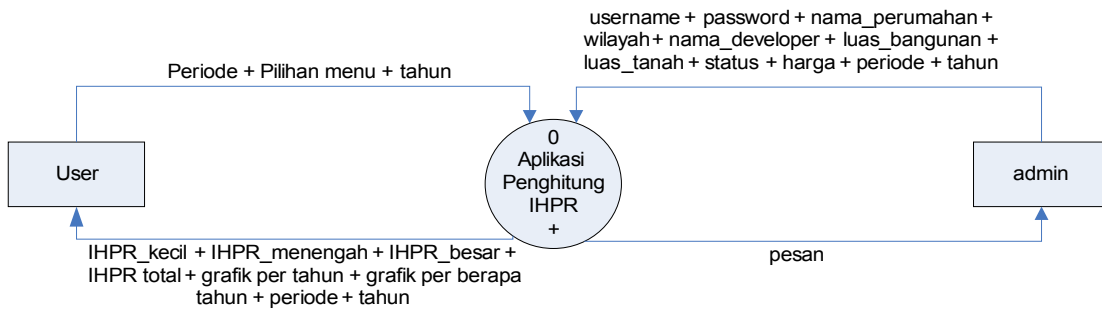 username + password + nama_perumahan +
wilayah + nama_developer + luas_bangunan +
luas_tanah + status + harga + periode + tahun
Periode + Pilihan menu + tahun
User
0
Aplikasi
Penghitung
IHPR
+
admin
IHPR_kecil + IHPR_menengah + IHPR_besar +
IHPR total + grafik per tahun + grafik per berapa
tahun + periode + tahun
pesan